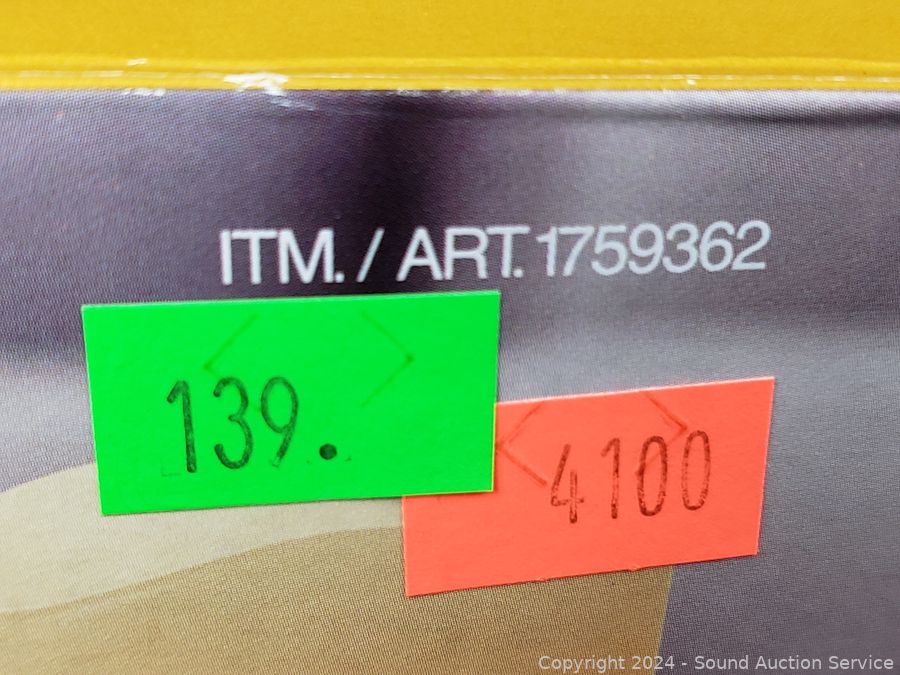 ITM. / ART. 1759362
139.
4100
Copyright 2024 - Sound Auction Service